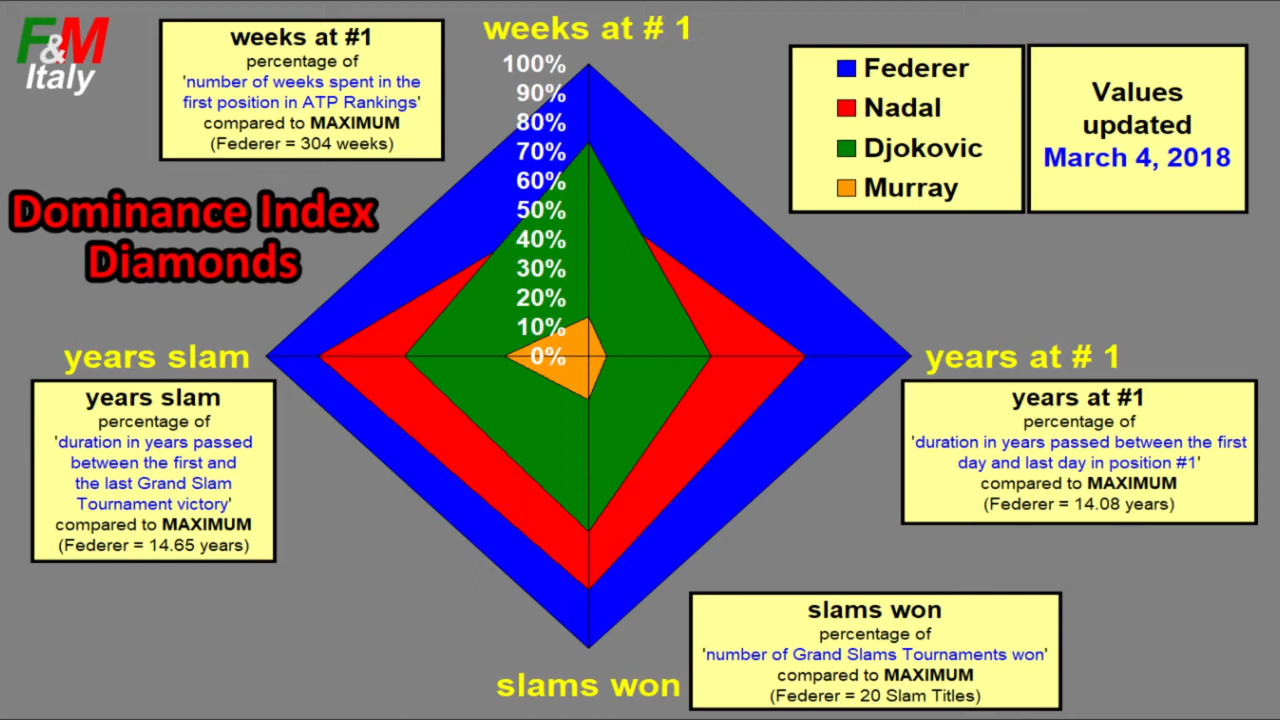 F&M
Italy
weeks at #1
percentage of
'number of weeks spent in the
first position in ATP Rankings'
compared to MAXIMUM
(Federer = 304 weeks)
weeks at # 1
100%
90%
80%
70%
60%
50%
40%
30%
20%
10%
0%
Federer
Nadal
Djokovic
Murray
Values
updated
March 4, 2018
Dominance Index
Diamonds
years slam
years slam
percentage of
'duration in years passed
between the first and
the last Grand Slam
Tournament victory'
compared to MAXIMUM
(Federer = 14.65 years)
years at # 1
years at #1
percentage of
'duration in years passed between the first
day and last day in position #1'
compared to MAXIMUM
(Federer = 14.08 years)
slams won
slams won
percentage of
'number of Grand Slams Tournaments won'
compared to MAXIMUM
(Federer = 20 Slam Titles)